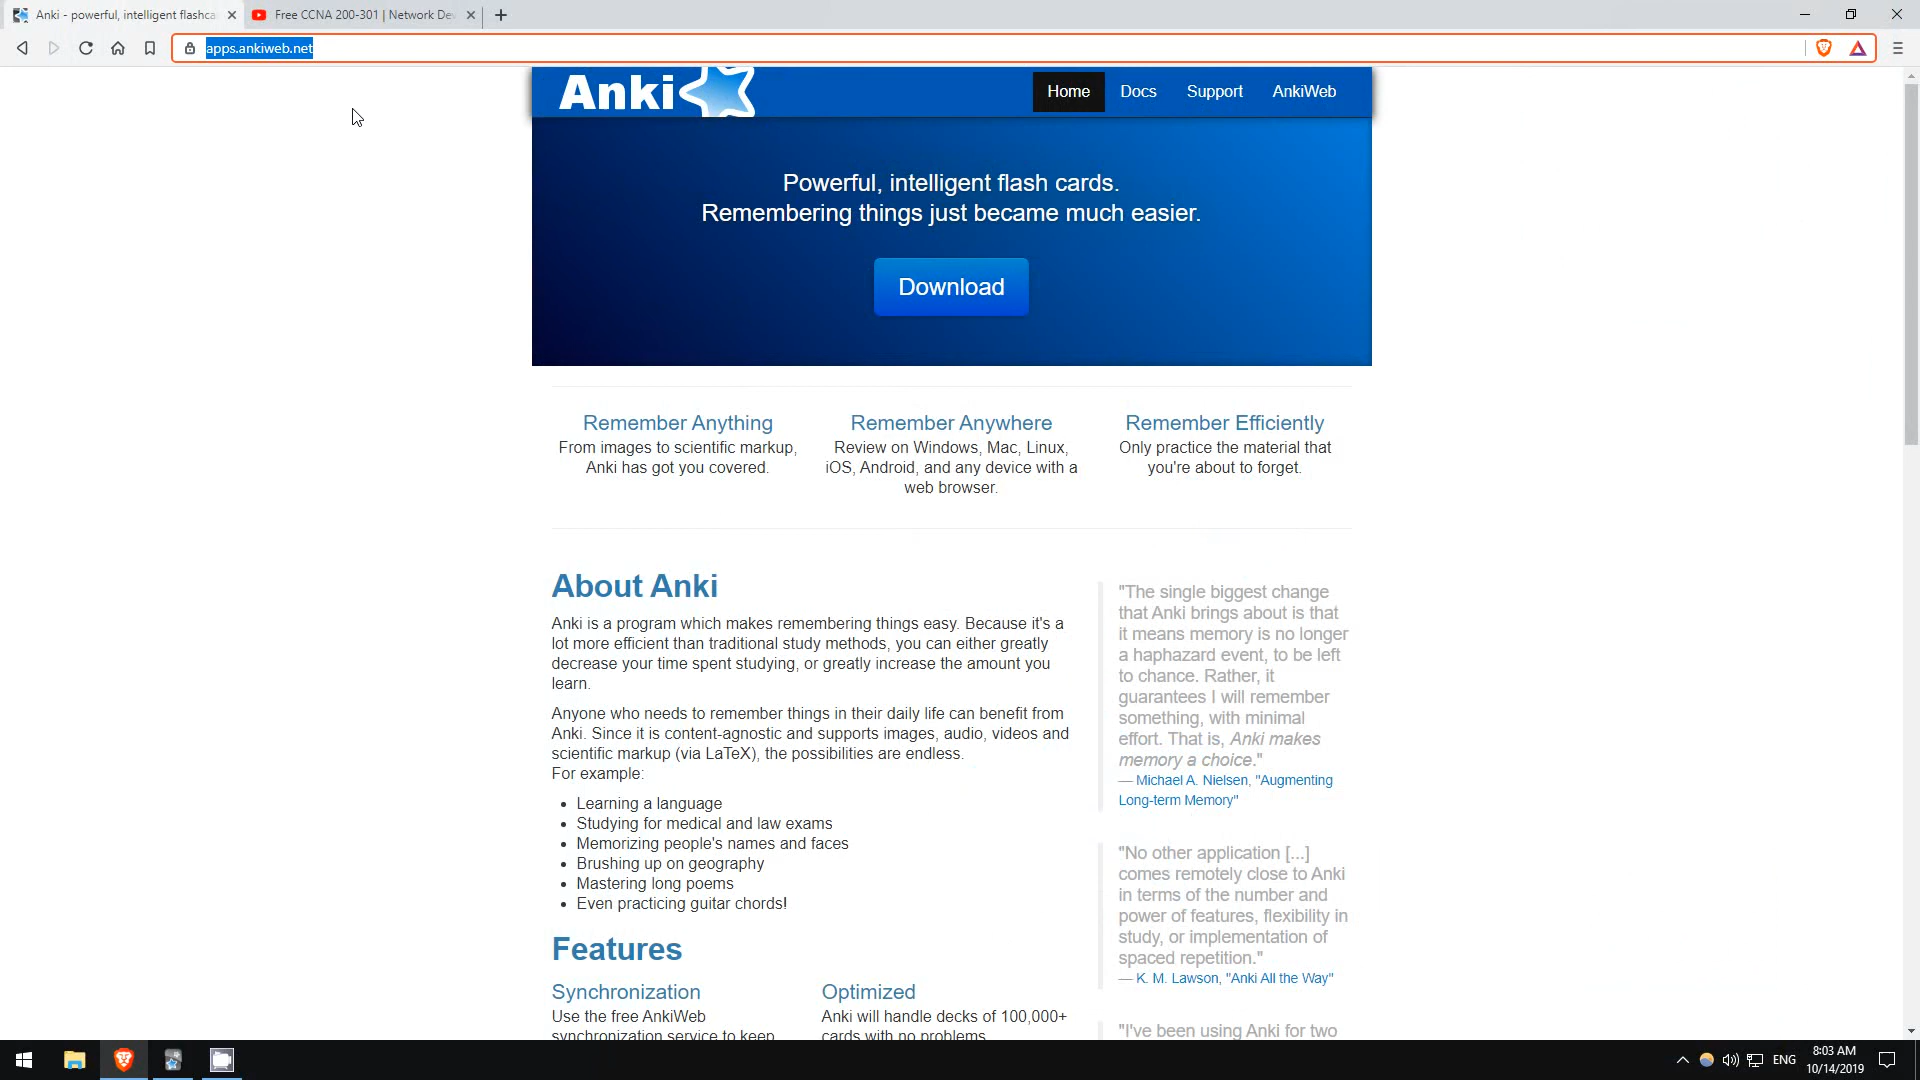 Anki - powerful, intelligent flashca
Free CCNA 200-301 | Network De
apps.ankiweb.net
Anki
Home
Docs
Support
AnkiWeb
Powerful, intelligent flash cards.
Remembering things just became much easier.
Download
Remember Anything
From images to scientific markup,
Anki has got you covered.
Remember Anywhere
Review on Windows, Mac, Linux,
iOS, Android, and any device with a
web browser.
Remember Efficiently
Only practice the material that
you're about to forget.
About Anki
Anki is a program which makes remembering things easy. Because it's a
lot more efficient than traditional study methods, you can either greatly
decrease your time spent studying, or greatly increase the amount you
learn.
Anyone who needs to remember things in their daily life can benefit from
Anki. Since it is content-agnostic and supports images, audio, videos and
scientific markup (via LaTeX), the possibilities are endless.
For example:
Learning a language
Studying for medical and law exams
Memorizing people's names and faces
Brushing up on geography
Mastering long poems
Even practicing guitar chords!
Features
Synchronization
Use the free AnkiWeb
synchronization service to keep
Optimized
Anki will handle decks of 100,000+
cards with no problems.
"The single biggest change
that Anki brings about is that
it means memory is no longer
a haphazard event, to be left
to chance. Rather, it
guarantees I will remember
something, with minimal
effort. That is, Anki makes
memory a choice."
— Michael A. Nielsen, "Augmenting
Long-term Memory"
"No other application [...]
comes remotely close to Anki
in terms of the number and
power of features, flexibility in
study, or implementation of
spaced repetition."
— K. M. Lawson, "Anki All the Way"
"I've been using Anki for two
ENG
8:03 AM
10/14/2019